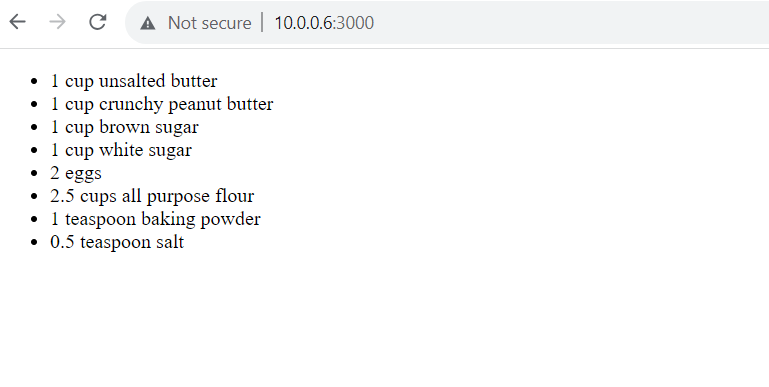 Not secure | 10.0.0.6:3000
1 cup unsalted butter
1 cup crunchy peanut butter
1 cup brown sugar
1 cup white sugar
2 eggs
2.5 cups all purpose flour
1 teaspoon baking powder
0.5 teaspoon salt